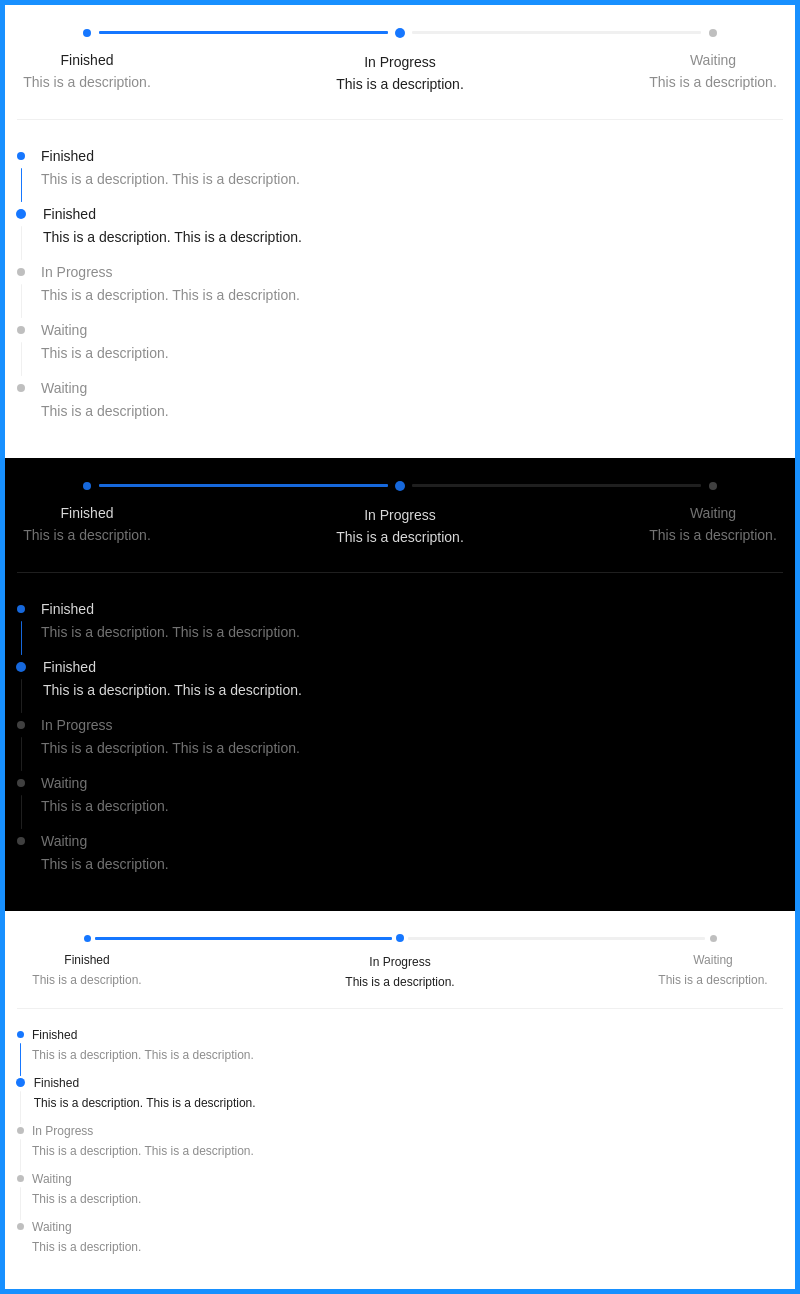 Finished In Progress Waiting
This is a description. This is a description. This is a description.
Finished
This is a description. This is a description.
Finished
This is a description. This is a description.
In Progress
This is a description. This is a description.
Waiting
This is a description.
Waiting
This is a description.
Finished In Progress Waiting
This is a description. This is a description. This is a description.
Finished
This is a description. This is a description.
Finished
This is a description. This is a description.
In Progress
This is a description. This is a description.
Waiting
This is a description.
Waiting
This is a description.
Finished In Progress Waiting
This is a description. This is a description. This is a description.
Finished
This is a description. This is a description.
Finished
This is a description. This is a description.
In Progress
This is a description. This is a description.
Waiting
This is a description.
Waiting
This is a description.